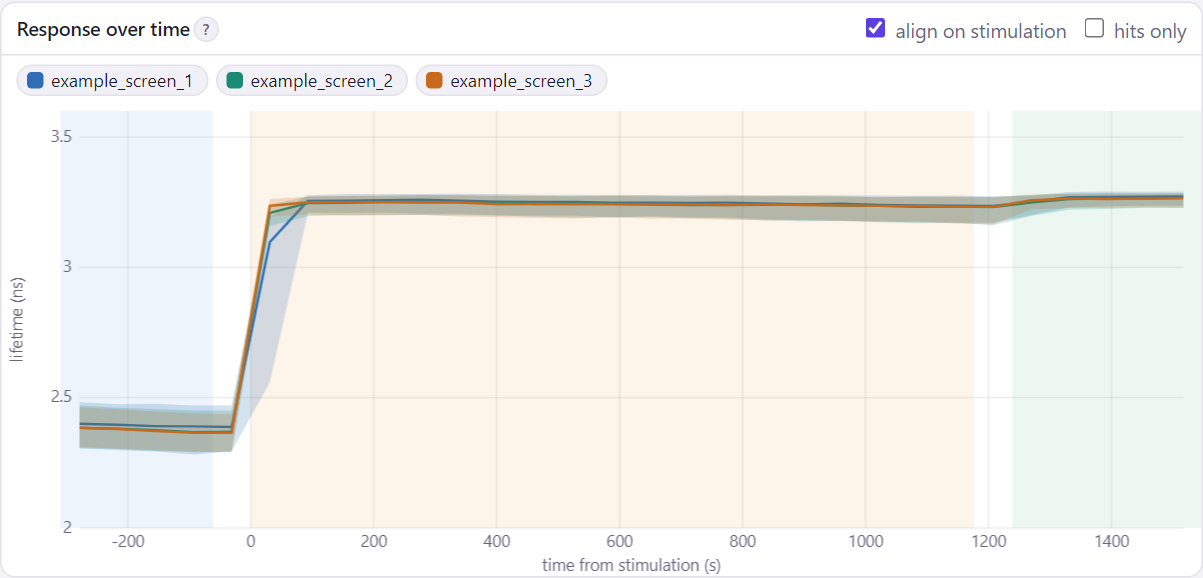 Response over time ?
align on stimulation
hits only
example_screen_1
example_screen_2
example_screen_3
3.5
3
2.5
2
lifetime (ns)
-200 0 200 400 600 800 1000 1200 1400
time from stimulation (s)